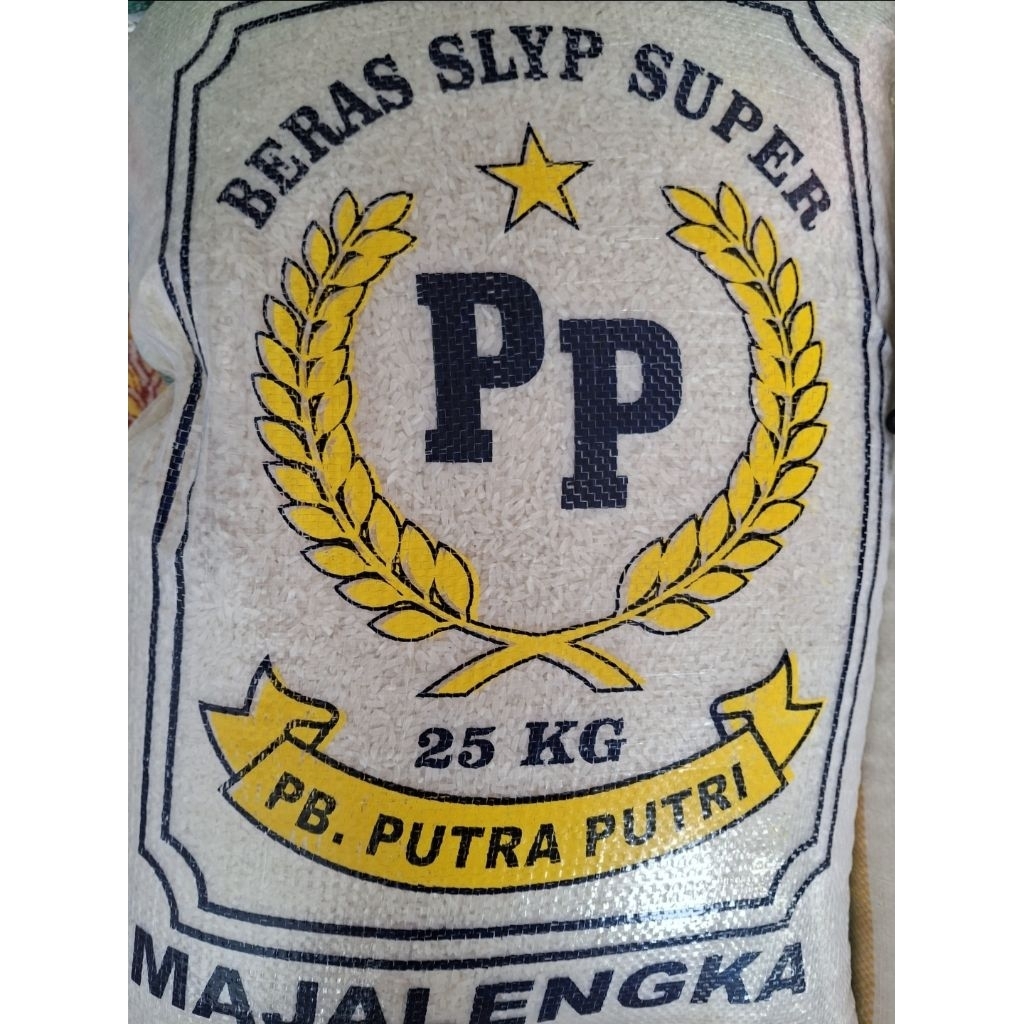 BERAS SLYP SUPER
PP
25 KG
PB. PUTRA PUTRI
MAJALENGKA